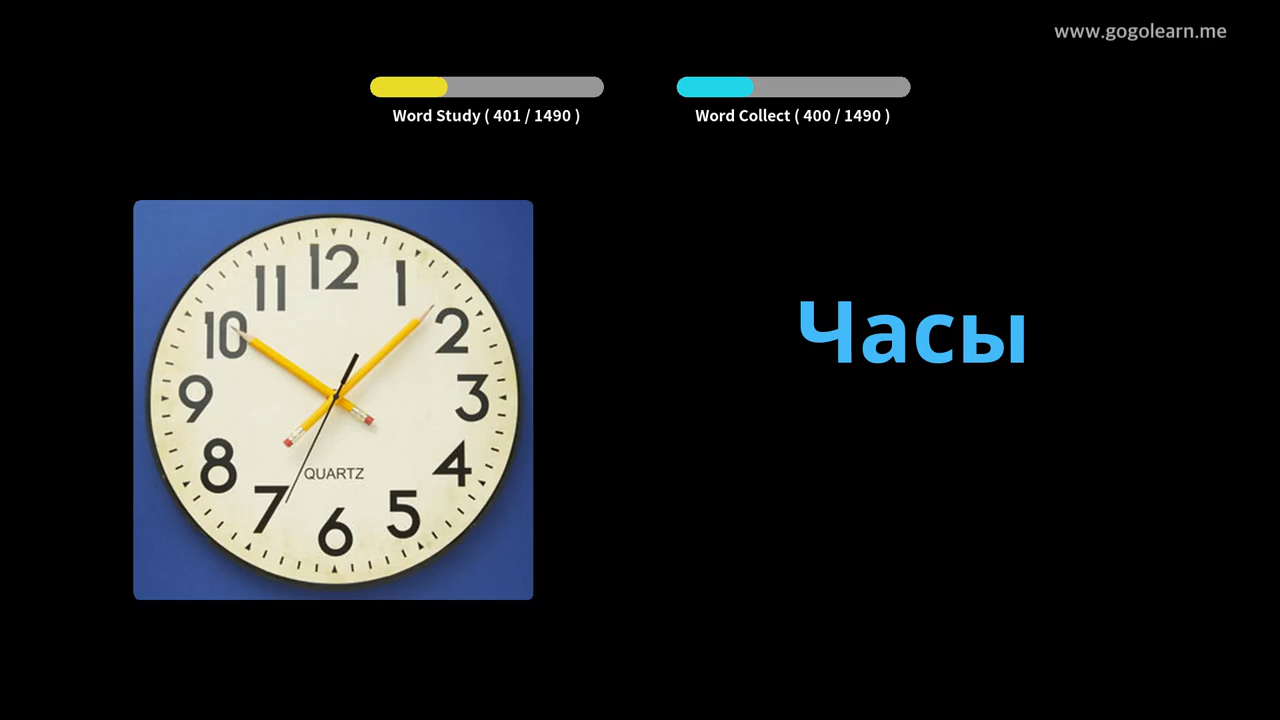 www.gogolearn.me
Word Study ( 401 / 1490 )
Word Collect ( 400 / 1490 )
12
11
1
10
2
9
3
8
4
7
5
6
QUARTZ
Часы